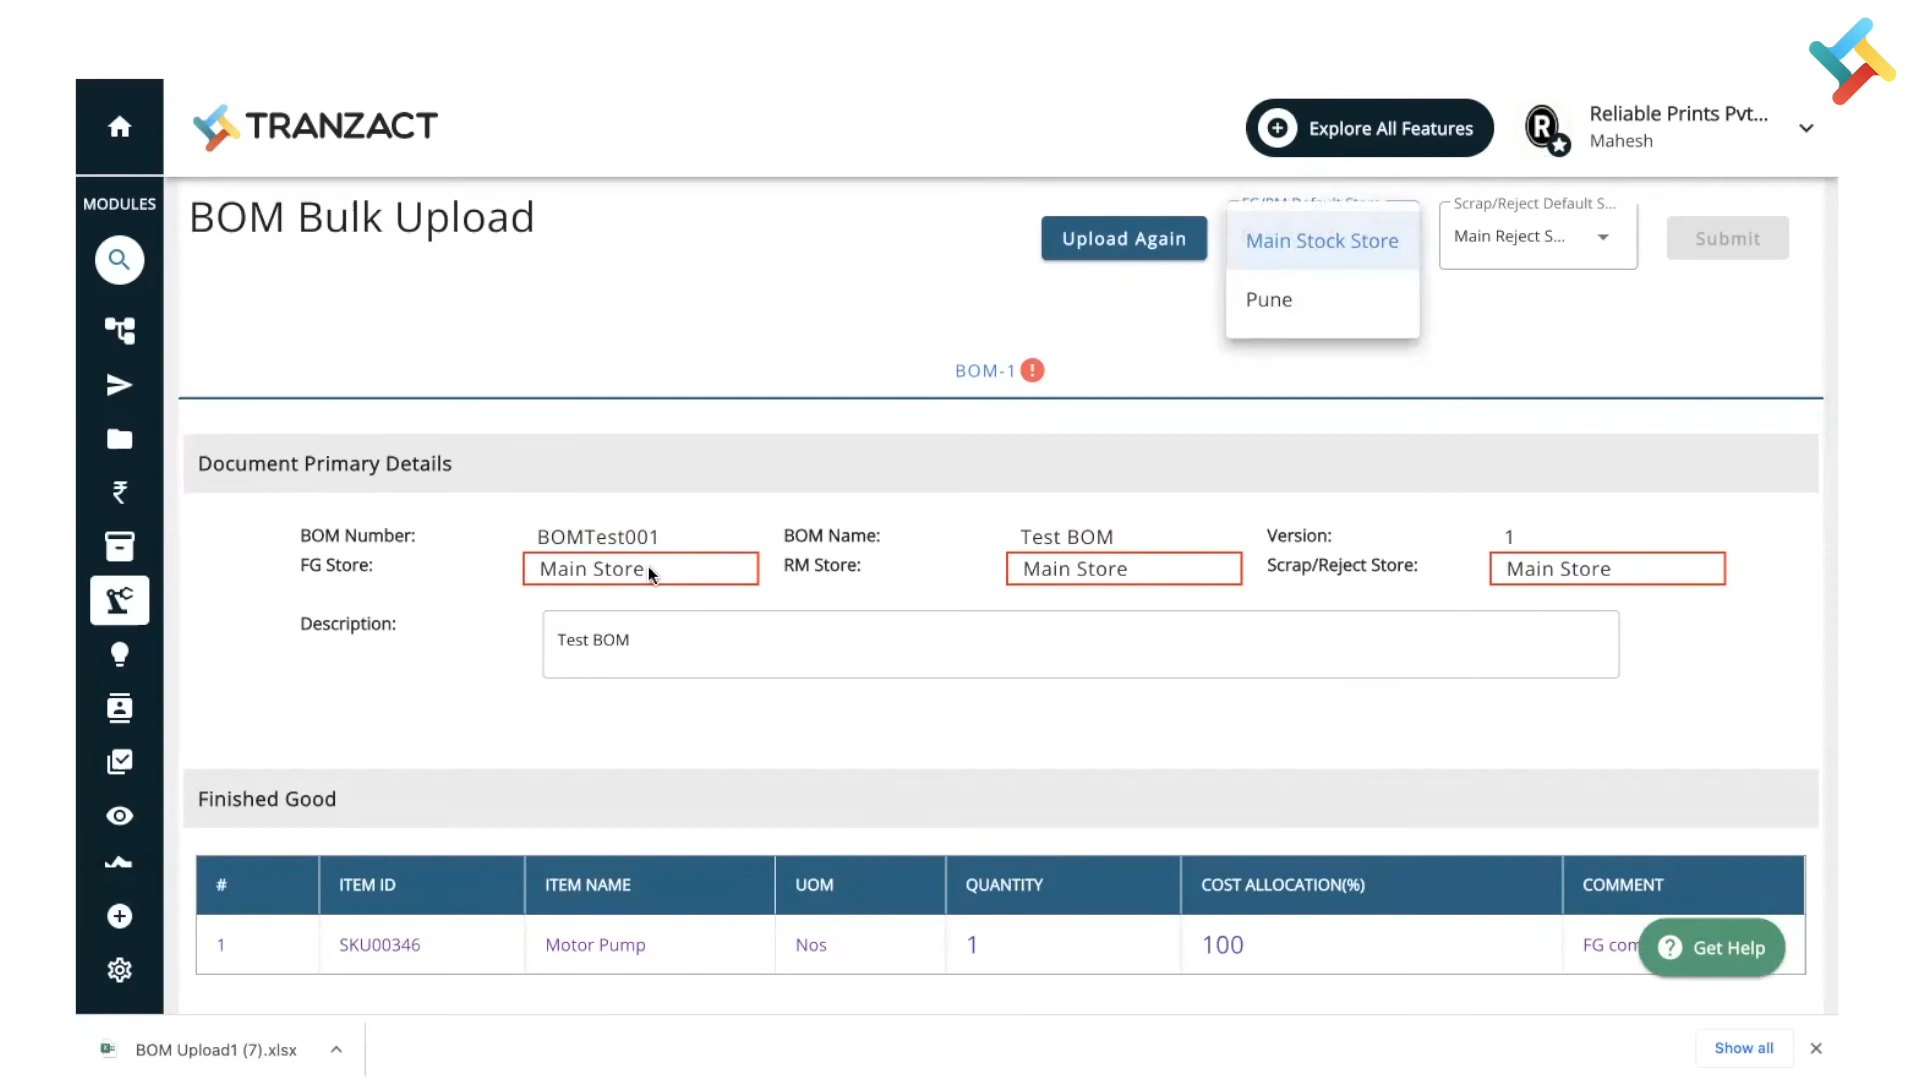 TRANZACT
Explore All Features
Reliable Prints Pvt...
Mahesh
MODULES
BOM Bulk Upload
Upload Again
FG/RM Default Store
Main Stock Store
Pune
Scrap/Reject Default S...
Main Reject S...
Submit
BOM-1
Document Primary Details
BOM Number: BOMTest001 BOM Name: Test BOM Version: 1
FG Store: Main Store RM Store: Main Store Scrap/Reject Store: Main Store
Description: Test BOM
Finished Good
# ITEM ID ITEM NAME UOM QUANTITY COST ALLOCATION(%) COMMENT
1 SKU00346 Motor Pump Nos 1 100 FG com
Get Help
BOM Upload1 (7).xlsx
Show all